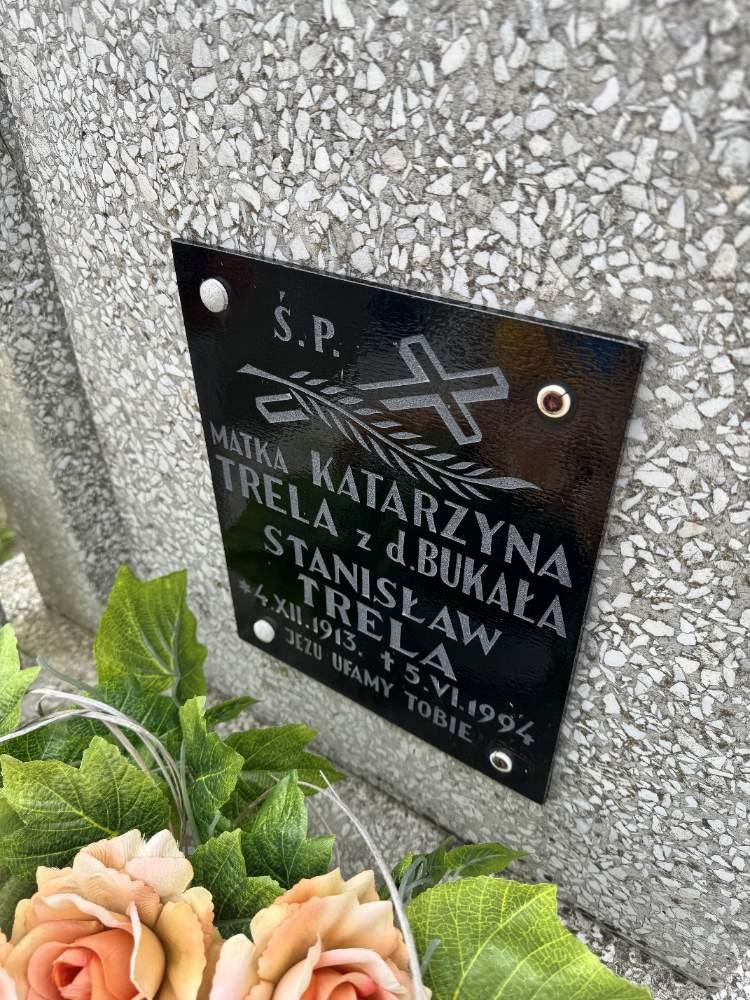 Ś.P.
MATKA KATARZYNA
TRELA z d.BUKAŁA
STANISŁAW
TRELA
*4.XII.1913. † 5.VI.1994
JEZU UFAMY TOBIE